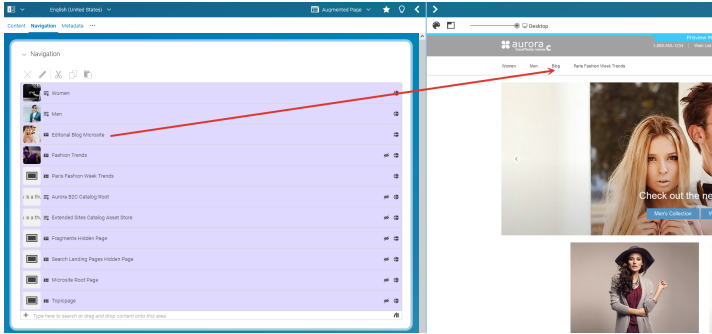 English (United States)
Augmented Page
Content Navigation Metadata ···
Navigation
Women
Men
Editorial Blog Microsite
Fashion Trends
Paris Fashion Week Trends
Aurora B2C Catalog Root
Extended Sites Catalog Asset Store
Fragments Hidden Page
Search Landing Pages Hidden Page
Microsite Root Page
Topicpage
Type here to search or drag and drop content onto this area.
Desktop
Preview
aurora
Women Men Blog Paris Fashion Week Trends
Check out the ne
Men's Collection